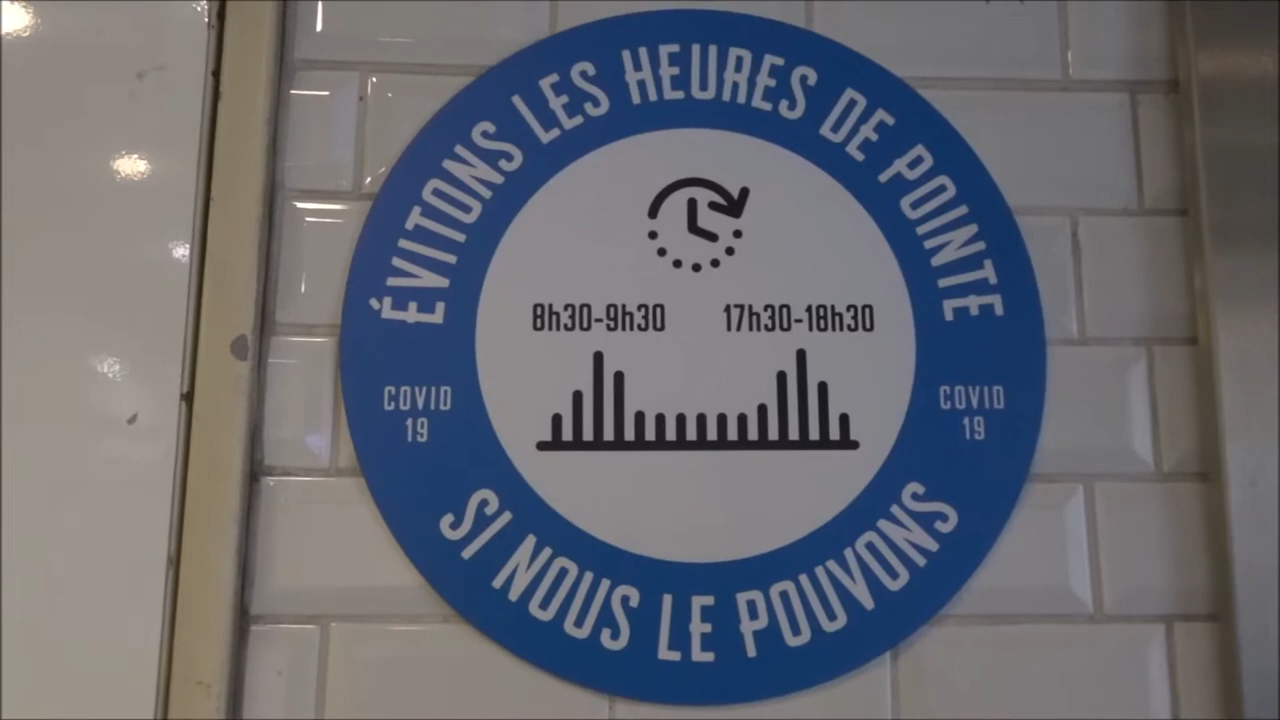 ÉVITONS LES HEURES DE POINTE
8h30-9h30 17h30-18h30
COVID
19
COVID
19
SI NOUS LE POUVONS